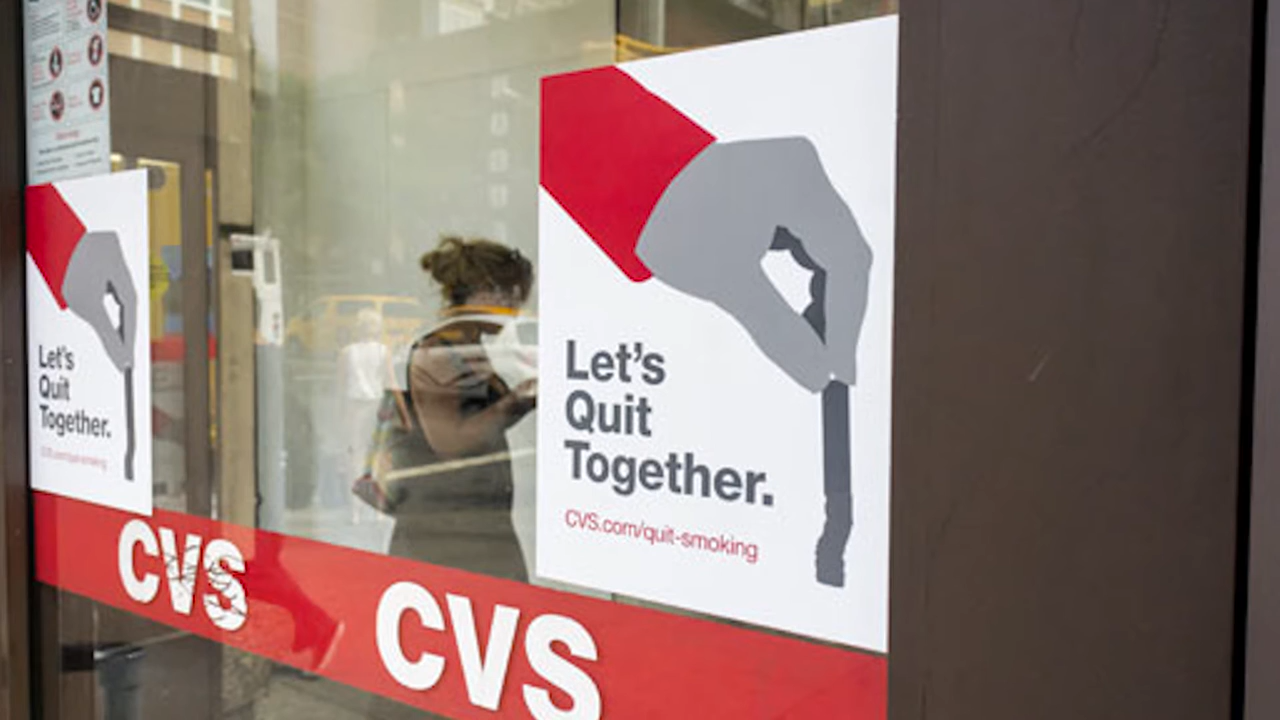 Let's
Quit
Together.
CVS
Let's
Quit
Together.
CVS.com/quit-smoking
CVS